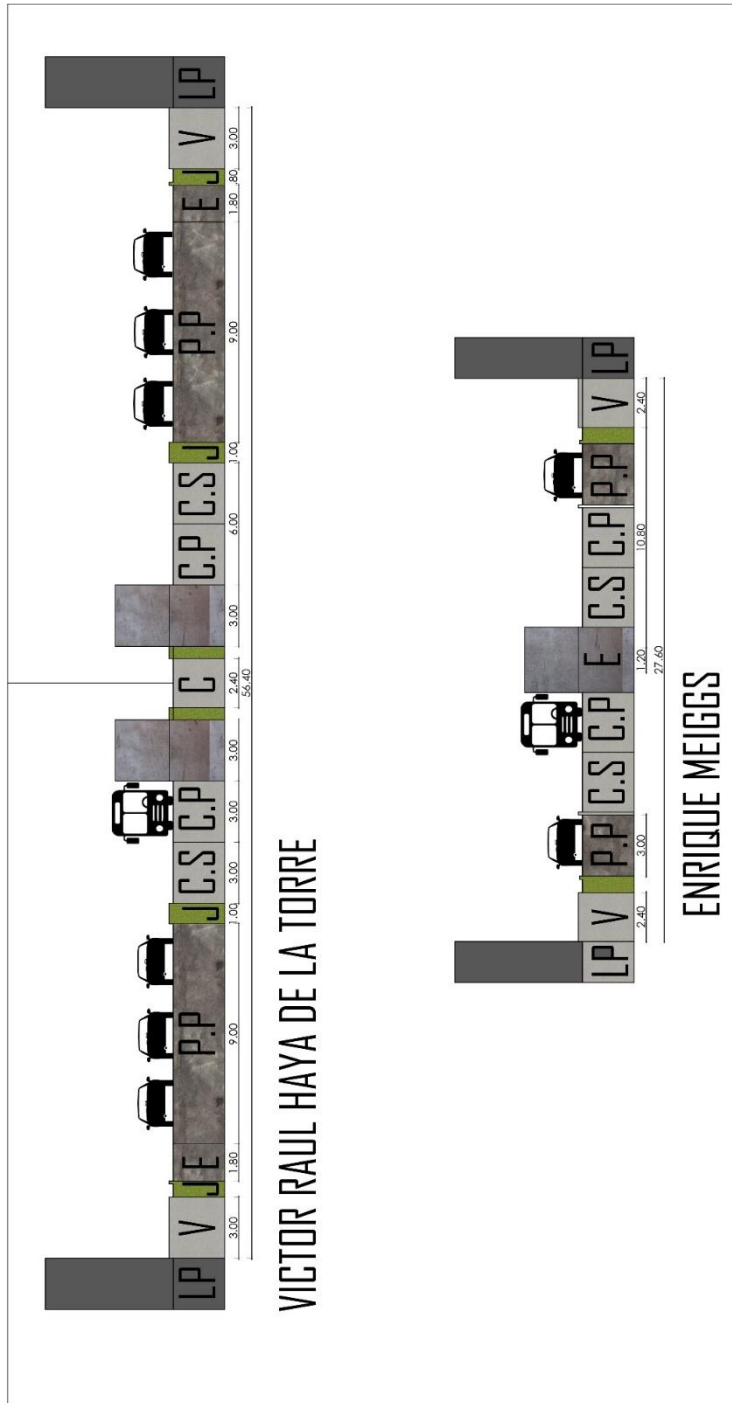 LP V J E P.P J C.S C.P C C.P C.S J P.P E J V LP
3.00 1.80 9.00 1.00 3.00 3.00 3.00 2.40 3.00 6.00 1.00 9.00 1.80 .80 3.00
56.40
VICTOR RAUL HAYA DE LA TORRE
LP V P.P C.S C.P E C.S C.P P.P V LP
2.40 3.00 1.20 10.80 2.40
27.60
ENRIQUE MEIGGS